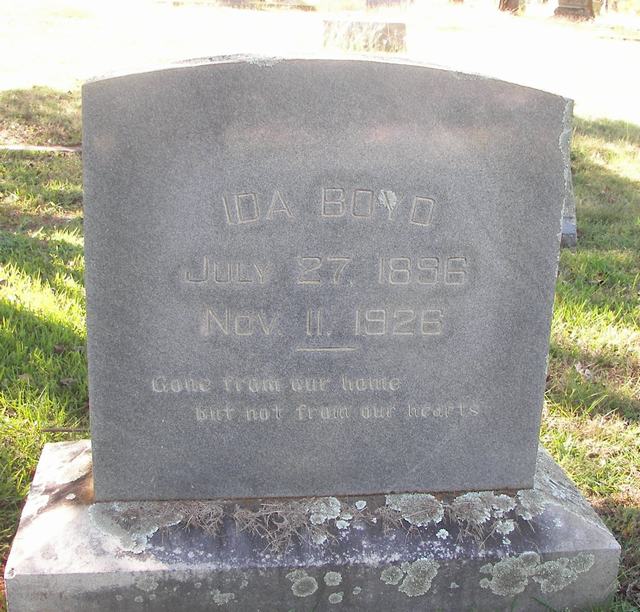 IDA BOYD
JULY 27, 1896
NOV. 11, 1926
Gone from our home
but not from our hearts